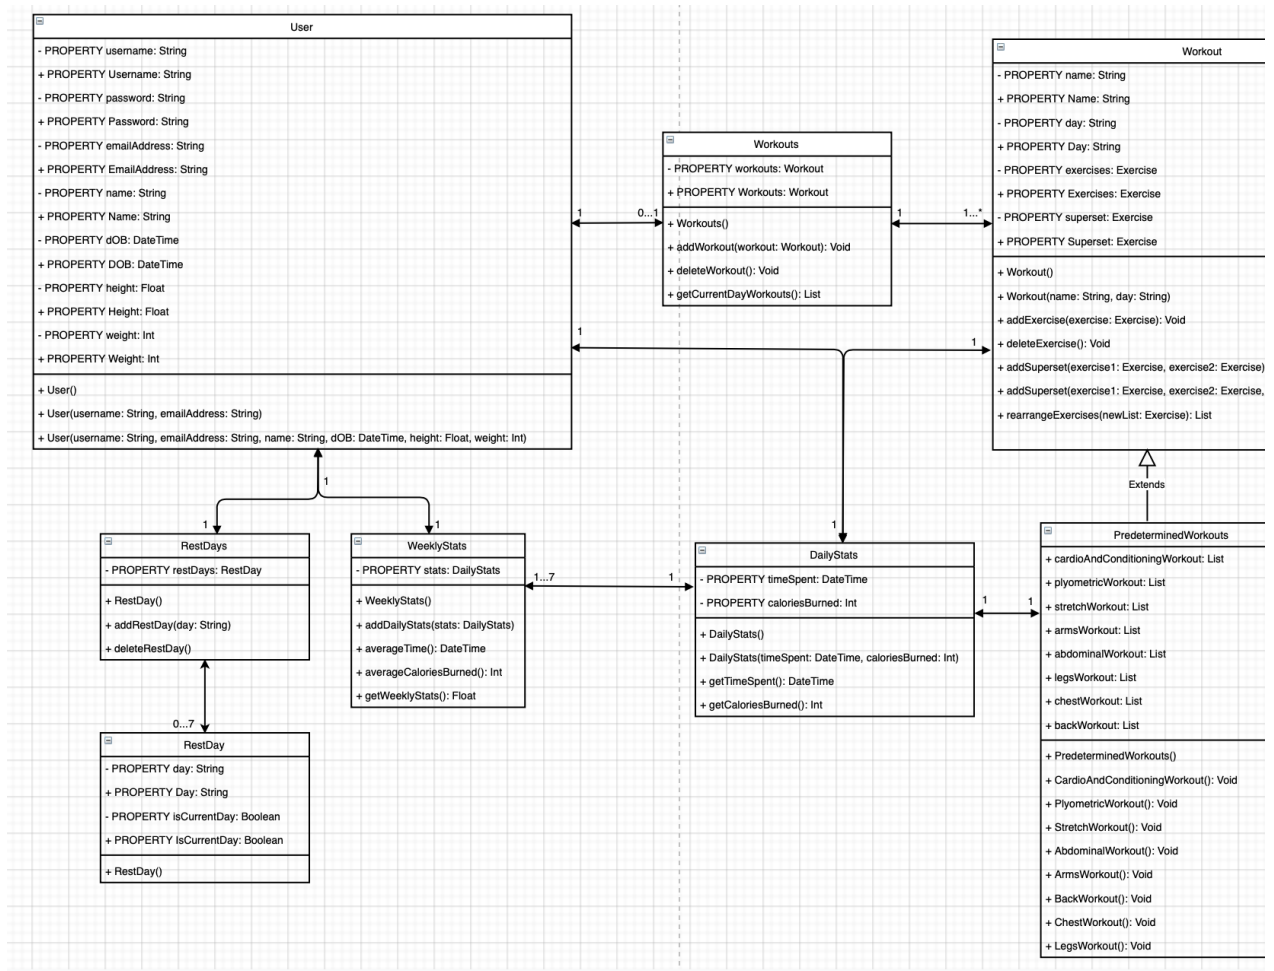 User
- PROPERTY username: String
+ PROPERTY Username: String
- PROPERTY password: String
+ PROPERTY Password: String
- PROPERTY emailAddress: String
+ PROPERTY EmailAddress: String
- PROPERTY name: String
+ PROPERTY Name: String
- PROPERTY dOB: DateTime
+ PROPERTY DOB: DateTime
- PROPERTY height: Float
+ PROPERTY Height: Float
- PROPERTY weight: Int
+ PROPERTY Weight: Int
+ User()
+ User(username: String, emailAddress: String)
+ User(username: String, emailAddress: String, name: String, dOB: DateTime, height: Float, weight: Int)
1
0...1
Workouts
- PROPERTY workouts: Workout
+ PROPERTY Workouts: Workout
+ Workouts()
+ addWorkout(workout: Workout): Void
+ deleteWorkout(): Void
+ getCurrentDayWorkouts(): List
1
1...*
Workout
- PROPERTY name: String
+ PROPERTY Name: String
- PROPERTY day: String
+ PROPERTY Day: String
- PROPERTY exercises: Exercise
+ PROPERTY Exercises: Exercise
- PROPERTY superset: Exercise
+ PROPERTY Superset: Exercise
+ Workout()
+ Workout(name: String, day: String)
+ addExercise(exercise: Exercise): Void
+ deleteExercise(): Void
+ addSuperset(exercise1: Exercise, exercise2: Exercise)
+ addSuperset(exercise1: Exercise, exercise2: Exercise,
+ rearrangeExercises(newList: Exercise): List
1
1
1
Extends
1
1
1
RestDays
- PROPERTY restDays: RestDay
+ RestDay()
+ addRestDay(day: String)
+ deleteRestDay()
0...7
RestDay
- PROPERTY day: String
+ PROPERTY Day: String
- PROPERTY isCurrentDay: Boolean
+ PROPERTY IsCurrentDay: Boolean
+ RestDay()
WeeklyStats
- PROPERTY stats: DailyStats
+ WeeklyStats()
+ addDailyStats(stats: DailyStats)
+ averageTime(): DateTime
+ averageCaloriesBurned(): Int
+ getWeeklyStats(): Float
1...7
1
DailyStats
- PROPERTY timeSpent: DateTime
- PROPERTY caloriesBurned: Int
+ DailyStats()
+ DailyStats(timeSpent: DateTime, caloriesBurned: Int)
+ getTimeSpent(): DateTime
+ getCaloriesBurned(): Int
1
1
PredeterminedWorkouts
+ cardioAndConditioningWorkout: List
+ plyometricWorkout: List
+ stretchWorkout: List
+ armsWorkout: List
+ abdominalWorkout: List
+ legsWorkout: List
+ chestWorkout: List
+ backWorkout: List
+ PredeterminedWorkouts()
+ CardioAndConditioningWorkout(): Void
+ PlyometricWorkout(): Void
+ StretchWorkout(): Void
+ AbdominalWorkout(): Void
+ ArmsWorkout(): Void
+ BackWorkout(): Void
+ ChestWorkout(): Void
+ LegsWorkout(): Void